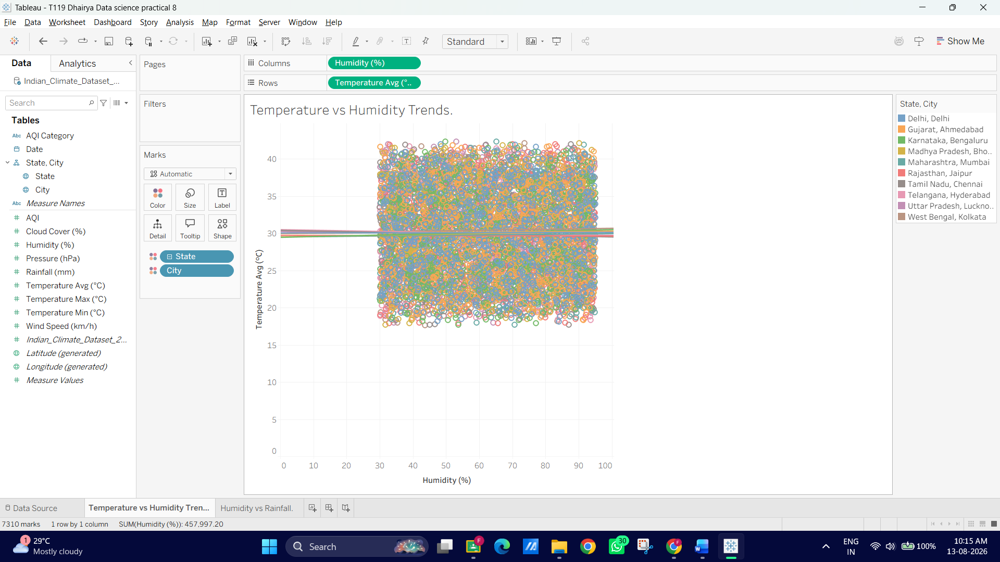 Tableau - T119 Dhairya Data science practical 8
File Data Worksheet Dashboard Story Analysis Map Format Server Window Help
Standard
Show Me
Data Analytics
Indian_Climate_Dataset_...
Search
Tables
Abc AQI Category
Date
State, City
State
City
Abc Measure Names
AQI
Cloud Cover (%)
Humidity (%)
Pressure (hPa)
Rainfall (mm)
Temperature Avg (°C)
Temperature Max (°C)
Temperature Min (°C)
Wind Speed (km/h)
Indian_Climate_Dataset_2...
Latitude (generated)
Longitude (generated)
Measure Values
Pages
Filters
Marks
Automatic
Color Size Label
Detail Tooltip Shape
State
City
Columns Humidity (%)
Rows Temperature Avg (°..
Temperature vs Humidity Trends.
40
35
30
25
20
15
10
5
0
Temperature Avg (°C)
0 10 20 30 40 50 60 70 80 90 100
Humidity (%)
State, City
Delhi, Delhi
Gujarat, Ahmedabad
Karnataka, Bengaluru
Madhya Pradesh, Bho..
Maharashtra, Mumbai
Rajasthan, Jaipur
Tamil Nadu, Chennai
Telangana, Hyderabad
Uttar Pradesh, Luckno..
West Bengal, Kolkata
Data Source Temperature vs Humidity Tren... Humidity vs Rainfall.
7310 marks 1 row by 1 column SUM(Humidity (%)): 457,997.20
1
29°C
Mostly cloudy
Search
F
30
F
W
ENG
IN
100%
10:15 AM
13-08-2026